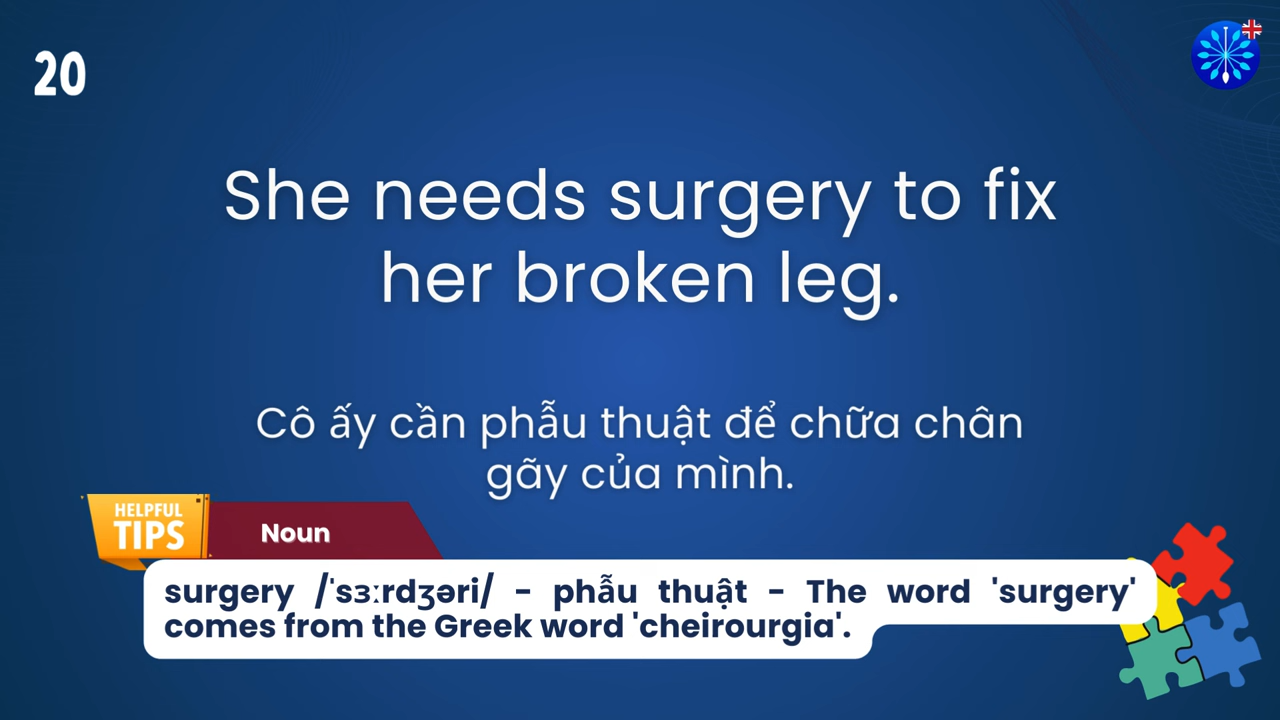 20
She needs surgery to fix
her broken leg.
Cô ấy cần phẫu thuật để chữa chân
gãy của mình.
HELPFUL
TIPS
Noun
surgery /ˈsɜːrdʒəri/ - phẫu thuật - The word 'surgery'
comes from the Greek word 'cheirourgia'.